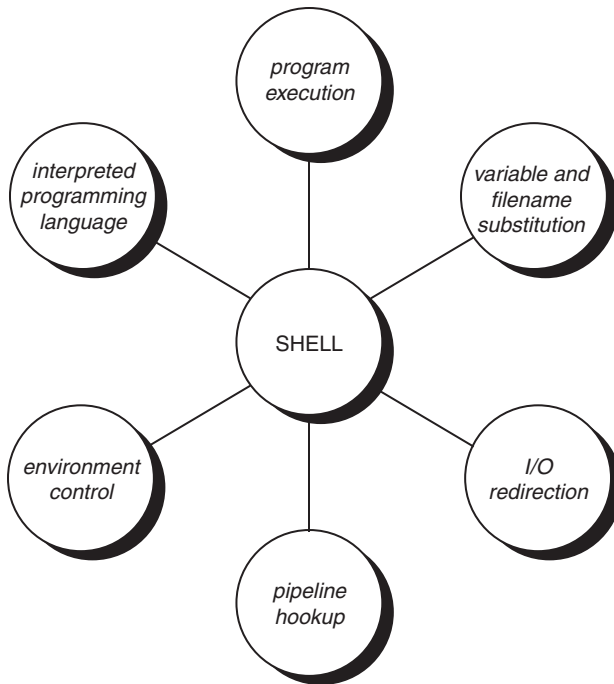 program
execution
interpreted
programming
language
variable and
filename
substitution
SHELL
environment
control
I/O
redirection
pipeline
hookup